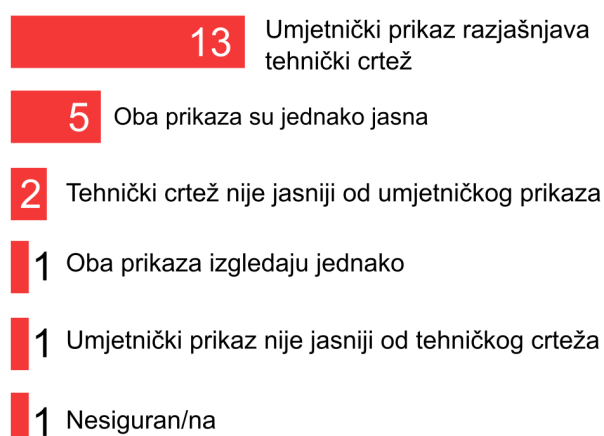 13 Umjetnički prikaz razjašnjava
tehnički crtež
5 Oba prikaza su jednako jasna
2 Tehnički crtež nije jasniji od umjetničkog prikaza
1 Oba prikaza izgledaju jednako
1 Umjetnički prikaz nije jasniji od tehničkog crteža
1 Nesiguran/na